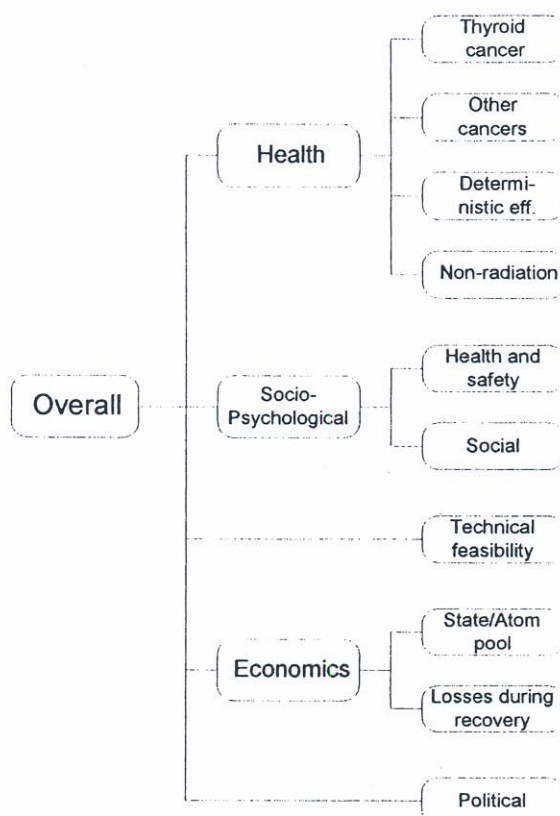 Thyroid
cancer
Other
cancers
Health
Determi-
nistic eff.
Non-radiation
Health and
safety
Overall
Socio-
Psychological
Social
Technical
feasibility
State/Atom
pool
Economics
Losses during
recovery
Political